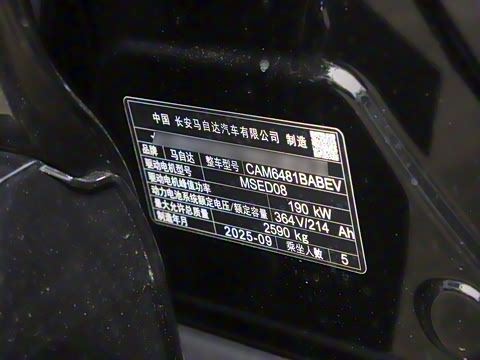 中国 长安马自达汽车有限公司 制造
品牌 马自达 整车型号 CAM6481BABEV
驱动电机型号 MSED08
驱动电机峰值功率 190 kW
动力电池系统额定电压/额定容量 364V/214 Ah
最大允许总质量 2590 kg
制造年月 2025-09 乘坐人数 5